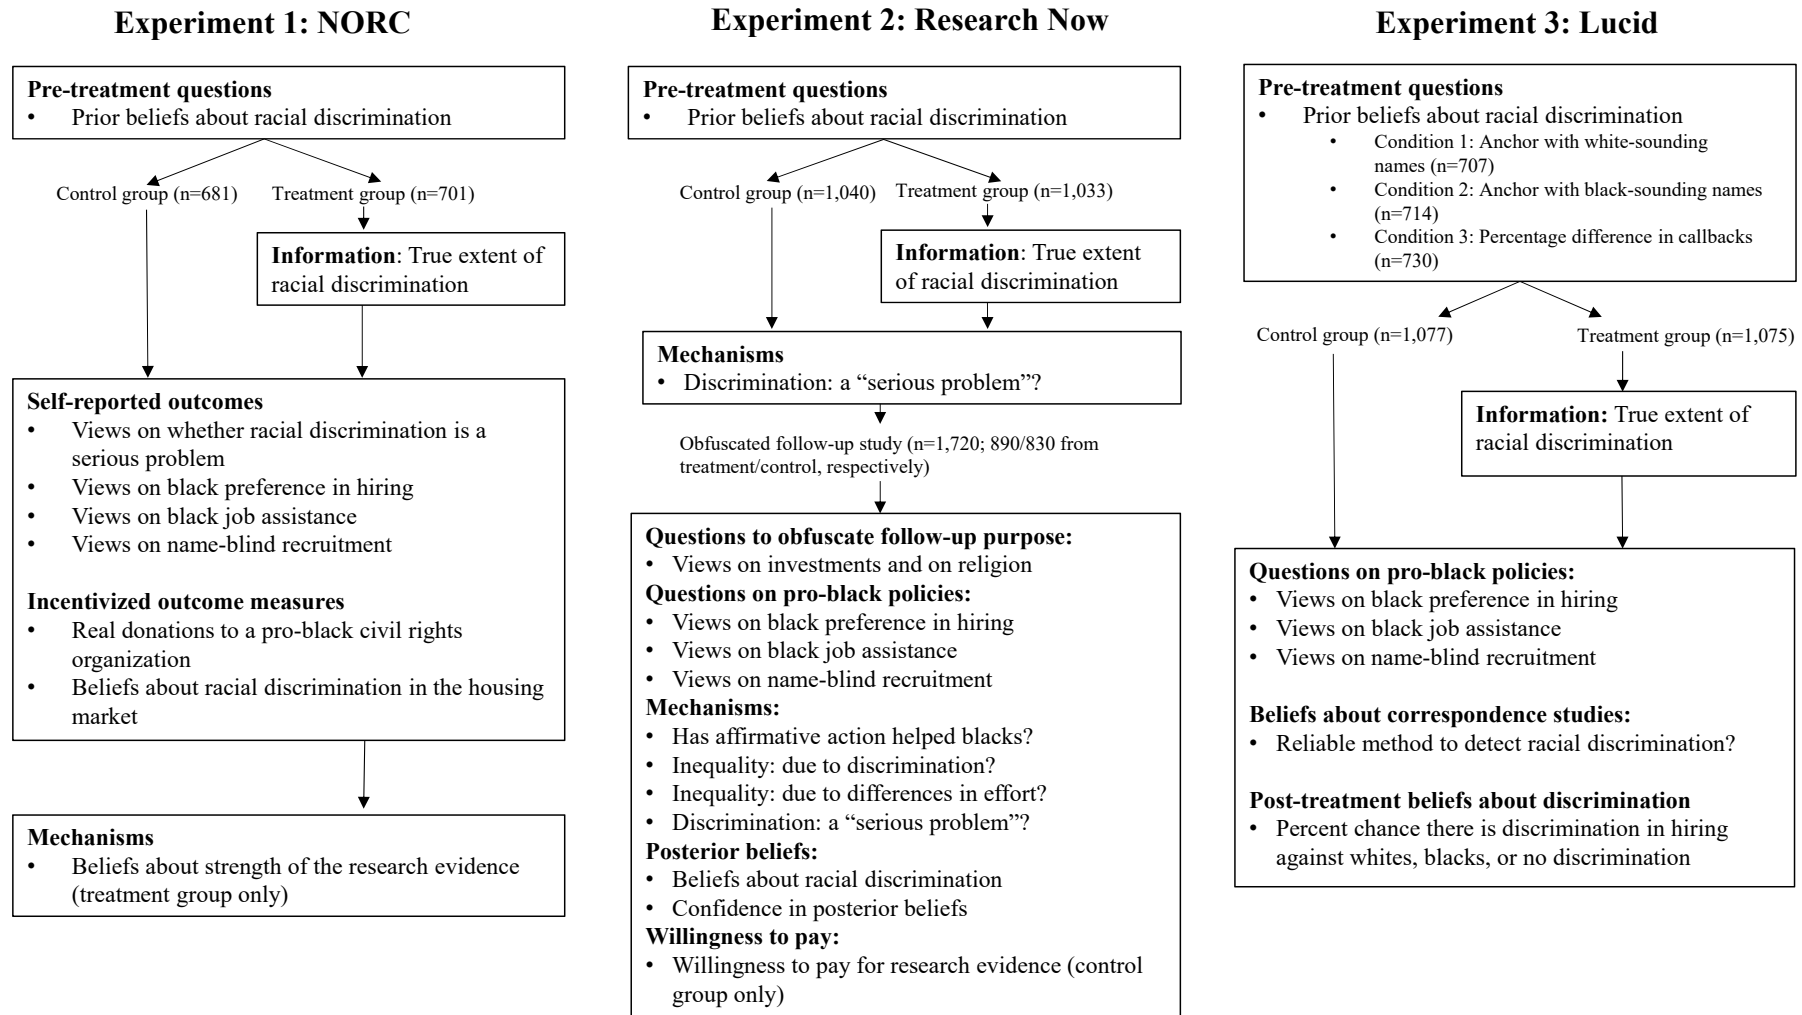 Experiment 1: NORC
Pre-treatment questions
• Prior beliefs about racial discrimination
Control group (n=681)
Treatment group (n=701)
Information: True extent of
racial discrimination
Self-reported outcomes
• Views on whether racial discrimination is a
serious problem
• Views on black preference in hiring
• Views on black job assistance
• Views on name-blind recruitment
Incentivized outcome measures
• Real donations to a pro-black civil rights
organization
• Beliefs about racial discrimination in the housing
market
Mechanisms
• Beliefs about strength of the research evidence
(treatment group only)
Experiment 2: Research Now
Pre-treatment questions
• Prior beliefs about racial discrimination
Control group (n=1,040)
Treatment group (n=1,033)
Information: True extent
of racial discrimination
Mechanisms
• Discrimination: a “serious problem”?
Obfuscated follow-up study (n=1,720; 890/830 from
treatment/control, respectively)
Questions to obfuscate follow-up purpose:
• Views on investments and on religion
Questions on pro-black policies:
• Views on black preference in hiring
• Views on black job assistance
• Views on name-blind recruitment
Mechanisms:
• Has affirmative action helped blacks?
• Inequality: due to discrimination?
• Inequality: due to differences in effort?
• Discrimination: a “serious problem”?
Posterior beliefs:
• Beliefs about racial discrimination
• Confidence in posterior beliefs
Willingness to pay:
• Willingness to pay for research evidence (control
group only)
Experiment 3: Lucid
Pre-treatment questions
• Prior beliefs about racial discrimination
• Condition 1: Anchor with white-sounding
names (n=707)
• Condition 2: Anchor with black-sounding names
(n=714)
• Condition 3: Percentage difference in callbacks
(n=730)
Control group (n=1,077)
Treatment group (n=1,075)
Information: True extent of
racial discrimination
Questions on pro-black policies:
• Views on black preference in hiring
• Views on black job assistance
• Views on name-blind recruitment
Beliefs about correspondence studies:
• Reliable method to detect racial discrimination?
Post-treatment beliefs about discrimination
• Percent chance there is discrimination in hiring
against whites, blacks, or no discrimination